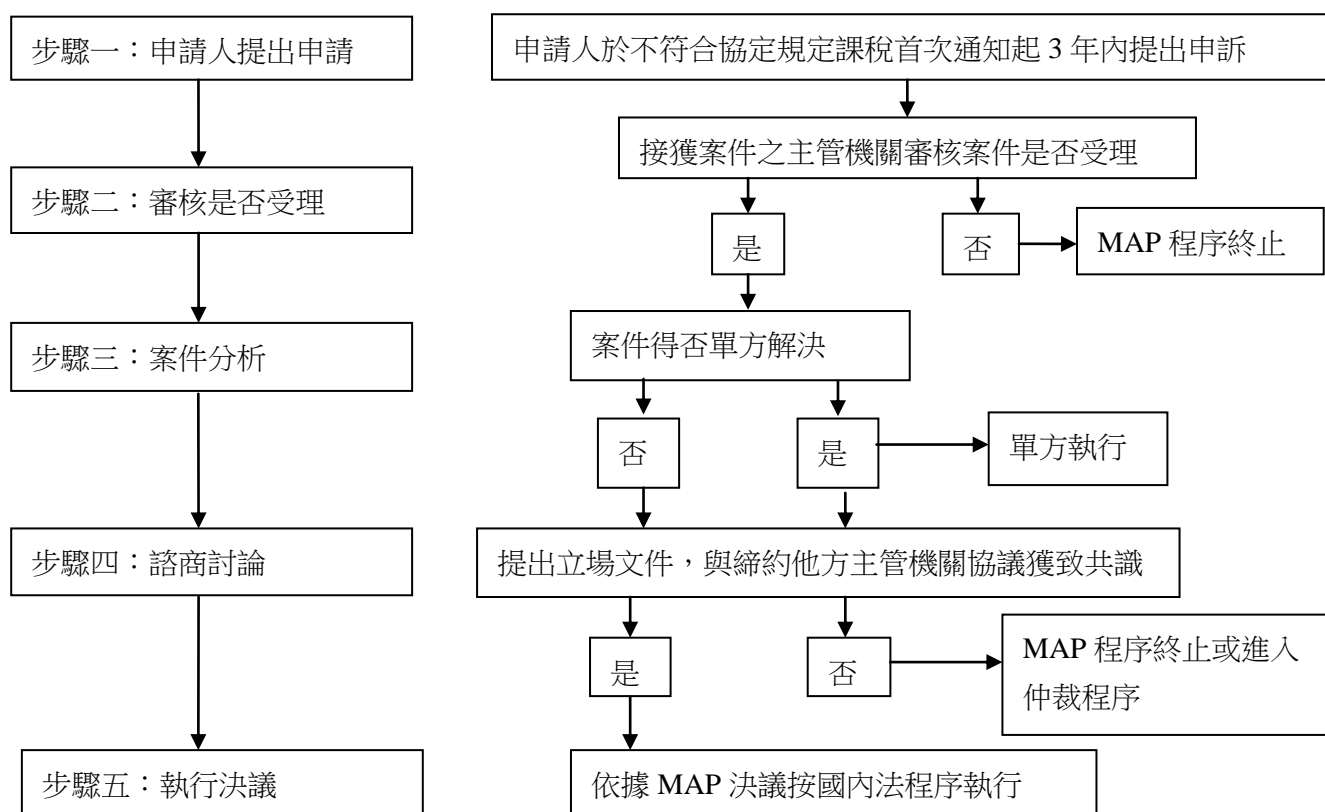 步驟一：申請人提出申請
步驟二：審核是否受理
步驟三：案件分析
步驟四：諮商討論
步驟五：執行決議
申請人於不符合協定規定課稅首次通知起 3 年內提出申訴
接獲案件之主管機關審核案件是否受理
是
否
MAP 程序終止
案件得否單方解決
否
是
單方執行
提出立場文件，與締約他方主管機關協議獲致共識
是
否
MAP 程序終止或進入
仲裁程序
依據 MAP 決議按國內法程序執行